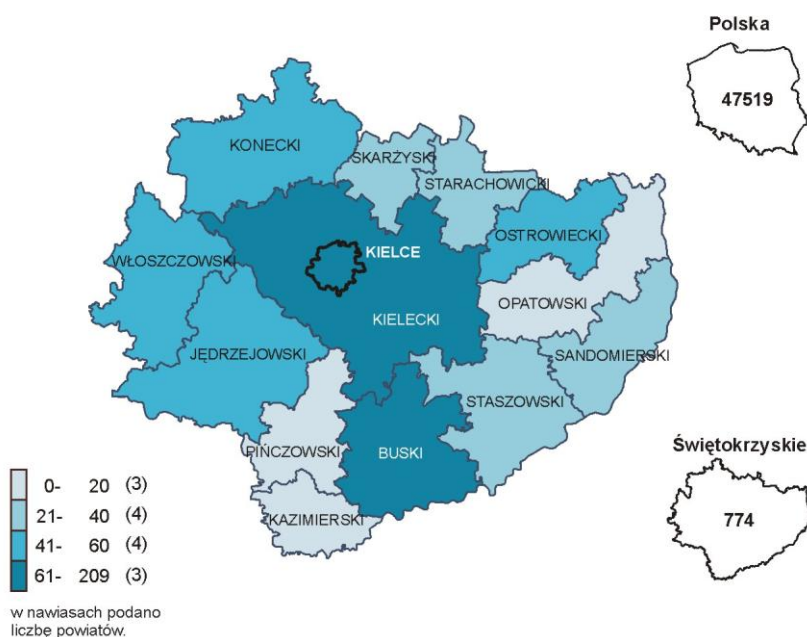 Polska
47519
KONECKI
SKARŻYSKI
STARACHOWICKI
OSTROWIECKI
WŁOSZCZOWSKI
KIELCE
OPATOWSKI
KIELECKI
JĘDRZEJOWSKI
SANDOMIERSKI
STASZOWSKI
PIŃCZOWSKI
BUSKI
KAZIMIERSKI
Świętokrzyskie
774
0- 20 (3)
21- 40 (4)
41- 60 (4)
61- 209 (3)
w nawiasach podano
liczbę powiatów.